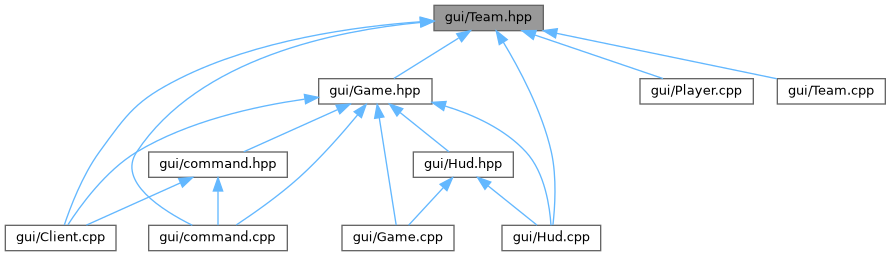 gui/Team.hpp
gui/Game.hpp
gui/Player.cpp
gui/Team.cpp
gui/command.hpp
gui/Hud.hpp
gui/Client.cpp
gui/command.cpp
gui/Game.cpp
gui/Hud.cpp